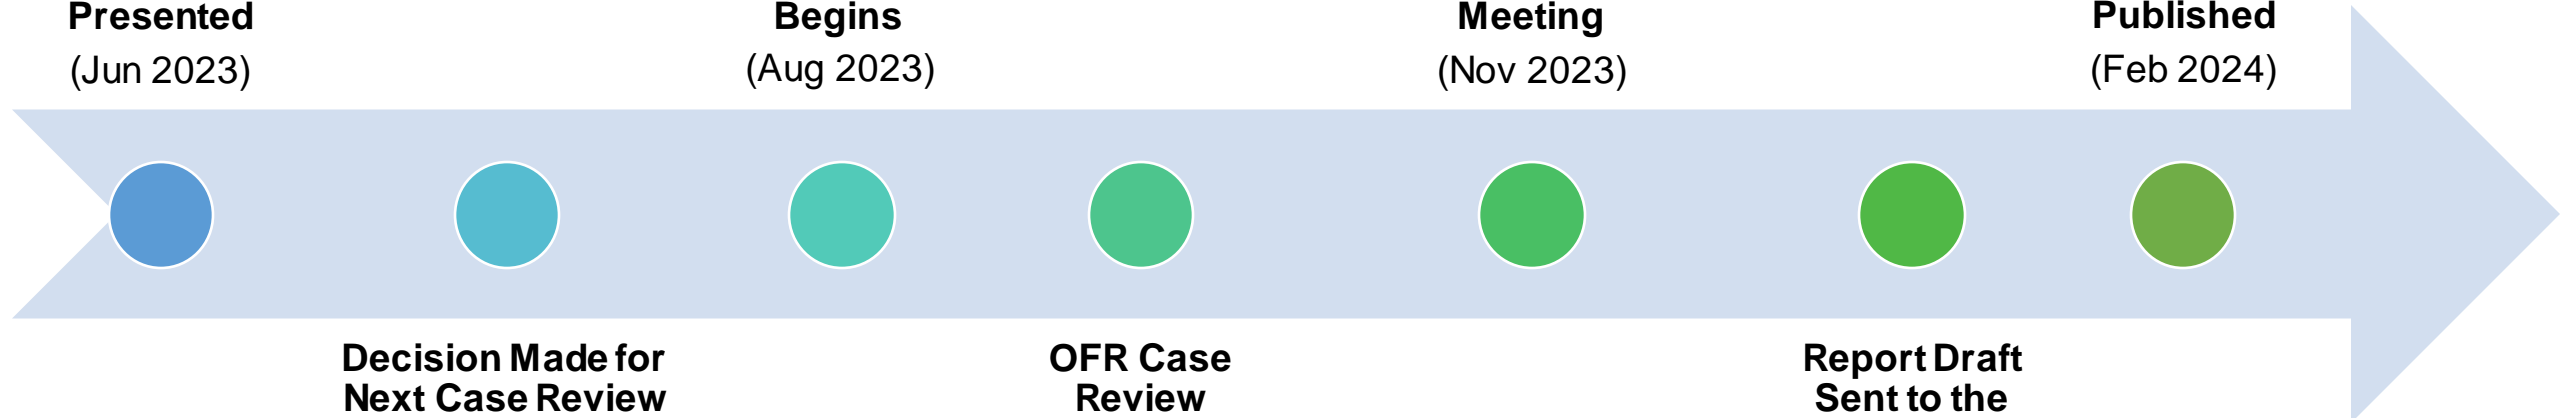 Presented
(Jun 2023)
Begins
(Aug 2023)
Meeting
(Nov 2023)
Published
(Feb 2024)
Decision Made for
Next Case Review
OFR Case
Review
Report Draft
Sent to the